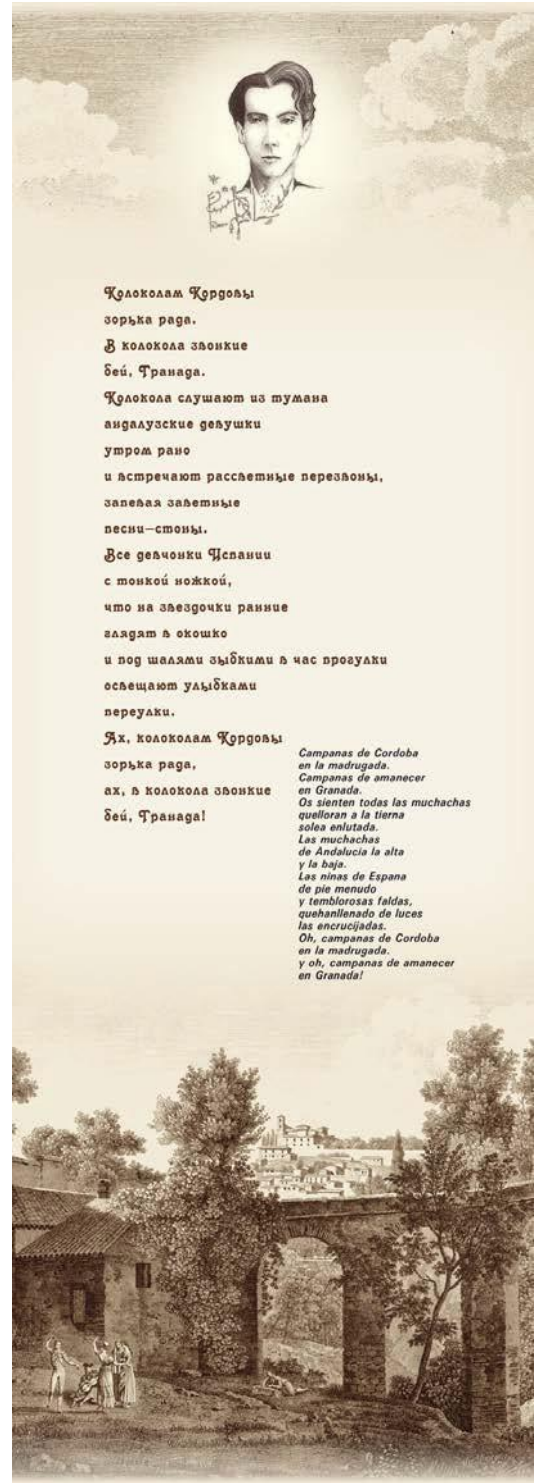 Колоколам Кордовы
зорька рада.
В колокола звонкие
бей, Гранада.
Колокола слушают из тумана
андалузские девушки
утром рано
и встречают рассветные перезвоны,
запевая заветные
песни–стоны.
Все девчонки Испании
с тонкой ножкой,
что на звездочки ранние
глядят в окошко
и под шалями зыбкими в час прогулки
освещают улыбками
переулки.
Ах, колоколам Кордовы
зорька рада,
ах, в колокола звонкие
бей, Гранада!
Campanas de Cordoba
en la madrugada.
Campanas de amanecer
en Granada.
Os sienten todas las muchachas
quelloran a la tierna
solea enlutada.
Las muchachas
de Andalucia la alta
y la baja.
Las ninas de Espana
de pie menudo
y temblorosas faldas,
quehanllenado de luces
las encrucijadas.
Oh, campanas de Cordoba
en la madrugada.
y oh, campanas de amanecer
en Granada!